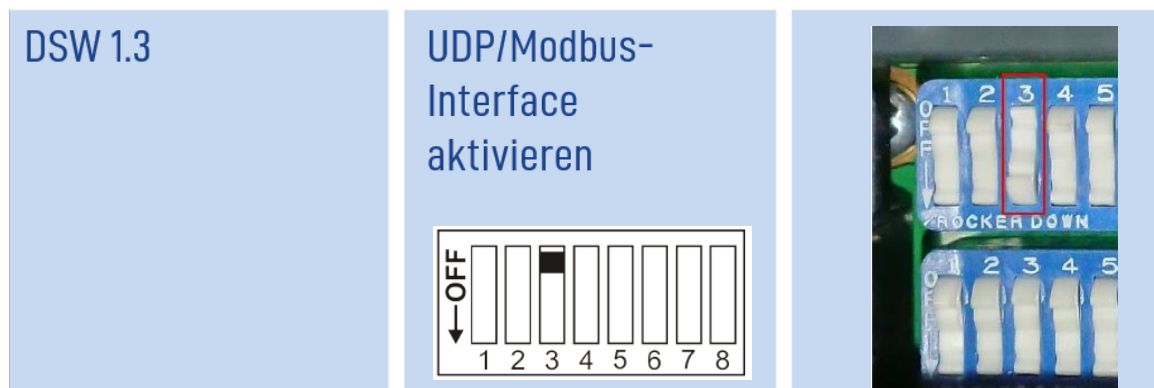 DSW 1.3
UDP/Modbus-
Interface
aktivieren
←OFF
1 2 3 4 5 6 7 8
1 2 3 4 5
OFF
ROCKER DOWN
1 2 3 4 5
OFF